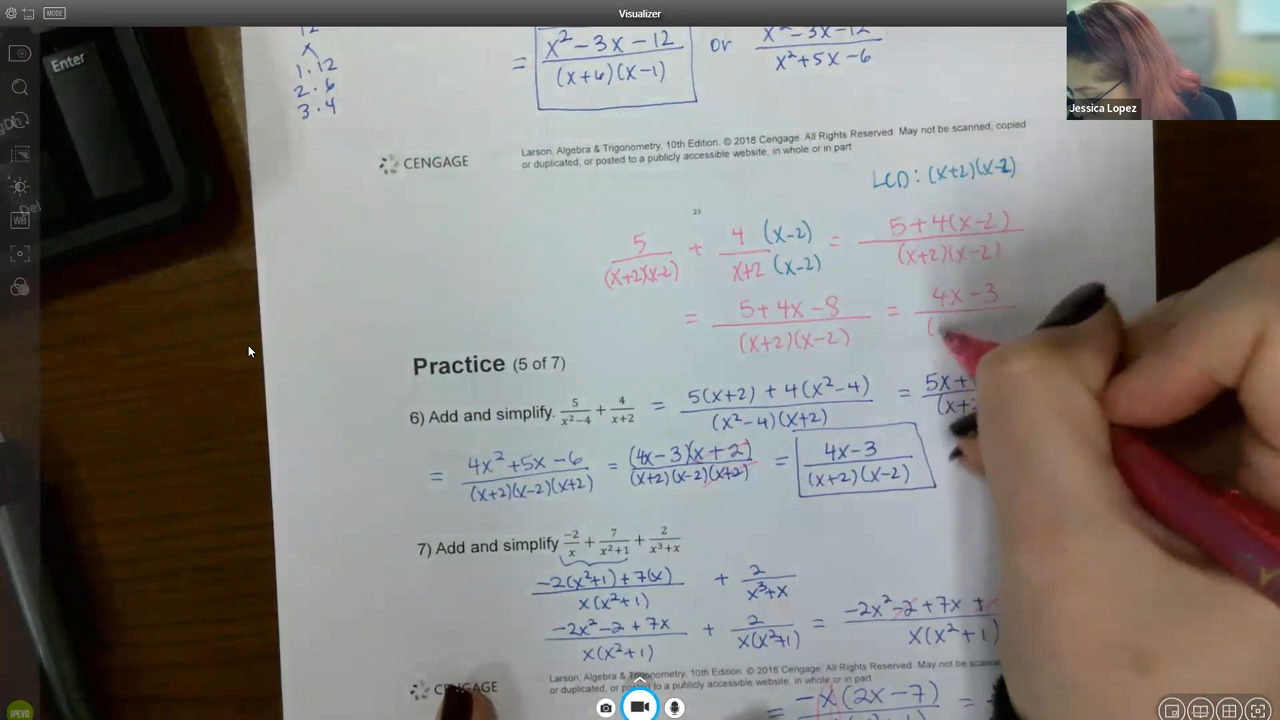 MODE
Visualizer
Enter
Del
WB
Jessica Lopez
x
1·12
2·6
3·4
= x²-3x-12 / (x+6)(x-1) or x²-3x-12 / x²+5x-6
CENGAGE
Larson, Algebra & Trigonometry, 10th Edition. © 2018 Cengage. All Rights Reserved. May not be scanned, copied
or duplicated, or posted to a publicly accessible website, in whole or in part
LCD: (x+2)(x-2)
23
5 / (x+2)(x-2) + 4 (x-2) / x+2 (x-2) = 5+4(x-2) / (x+2)(x-2)
= 5+4x-8 / (x+2)(x-2) = 4x-3 / (
Practice (5 of 7)
6) Add and simplify. 5/x²-4 + 4/x+2 = 5(x+2) + 4(x²-4) / (x²-4)(x+2) = 5x+ / (x+
= 4x²+5x-6 / (x+2)(x-2)(x+2) = (4x-3)(x+2) / (x+2)(x-2)(x+2) = 4x-3 / (x+2)(x-2)
7) Add and simplify -2/x + 7/x²+1 + 2/x³+x
-2(x²+1)+7(x) / x(x²+1) + 2 / x³+x
-2x²-2+7x / x(x²+1) + 2 / x(x²+1) = -2x²-2+7x + / x(x²+1)
CENGAGE
Larson, Algebra & Trigonometry, 10th Edition. © 2018 Cengage. All Rights Reserved. May not be scanned
or duplicated, or posted to a publicly accessible website, in whole or in part
= -x(2x-7) =
IPEVO